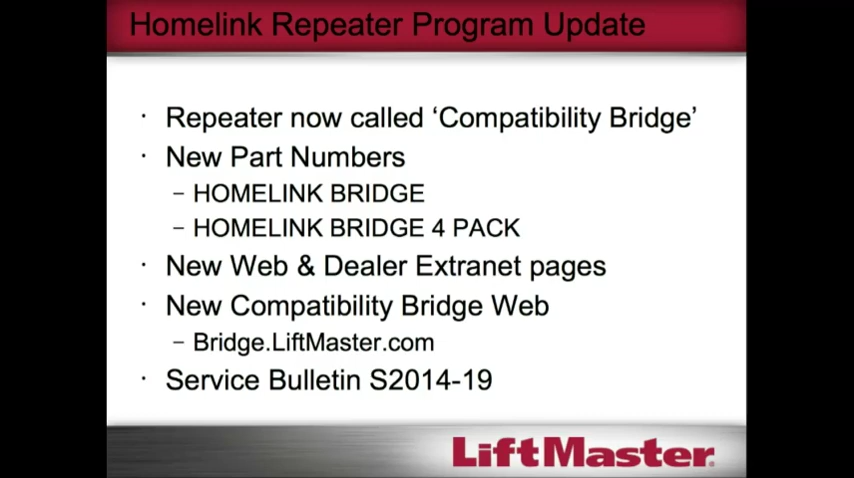 Homelink Repeater Program Update
· Repeater now called ‘Compatibility Bridge’
· New Part Numbers
– HOMELINK BRIDGE
– HOMELINK BRIDGE 4 PACK
· New Web & Dealer Extranet pages
· New Compatibility Bridge Web
– Bridge.LiftMaster.com
· Service Bulletin S2014-19
LiftMaster®